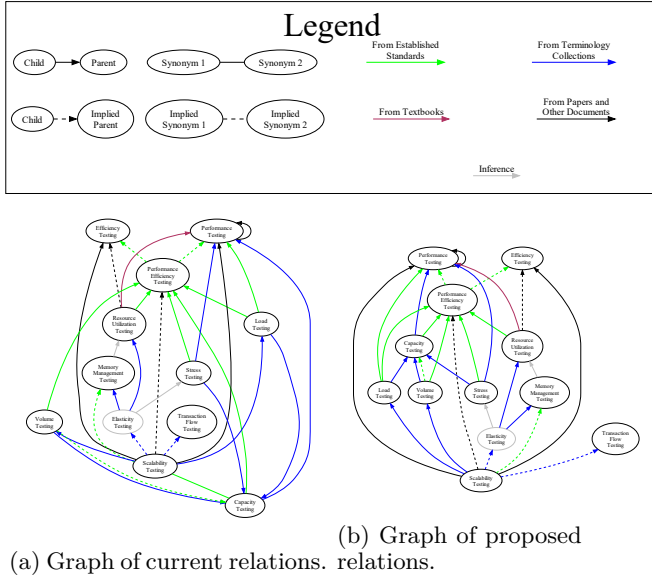 Legend
From Established
Standards
From Terminology
Collections
Child
Parent
Synonym 1
Synonym 2
From Textbooks
From Papers and
Other Documents
Child
Implied
Parent
Implied
Synonym 1
Implied
Synonym 2
Inference
Efficiency
Testing
Performance
Testing
Performance
Efficiency
Testing
Resource
Utilization
Testing
Load
Testing
Memory
Management
Testing
Stress
Testing
Volume
Testing
Elasticity
Testing
Transaction
Flow
Testing
Scalability
Testing
Capacity
Testing
(a) Graph of current relations.
Performance
Testing
Efficiency
Testing
Performance
Efficiency
Testing
Capacity
Testing
Resource
Utilization
Testing
Load
Testing
Volume
Testing
Stress
Testing
Memory
Management
Testing
Elasticity
Testing
Transaction
Flow
Testing
Scalability
Testing
(b) Graph of proposed
relations.